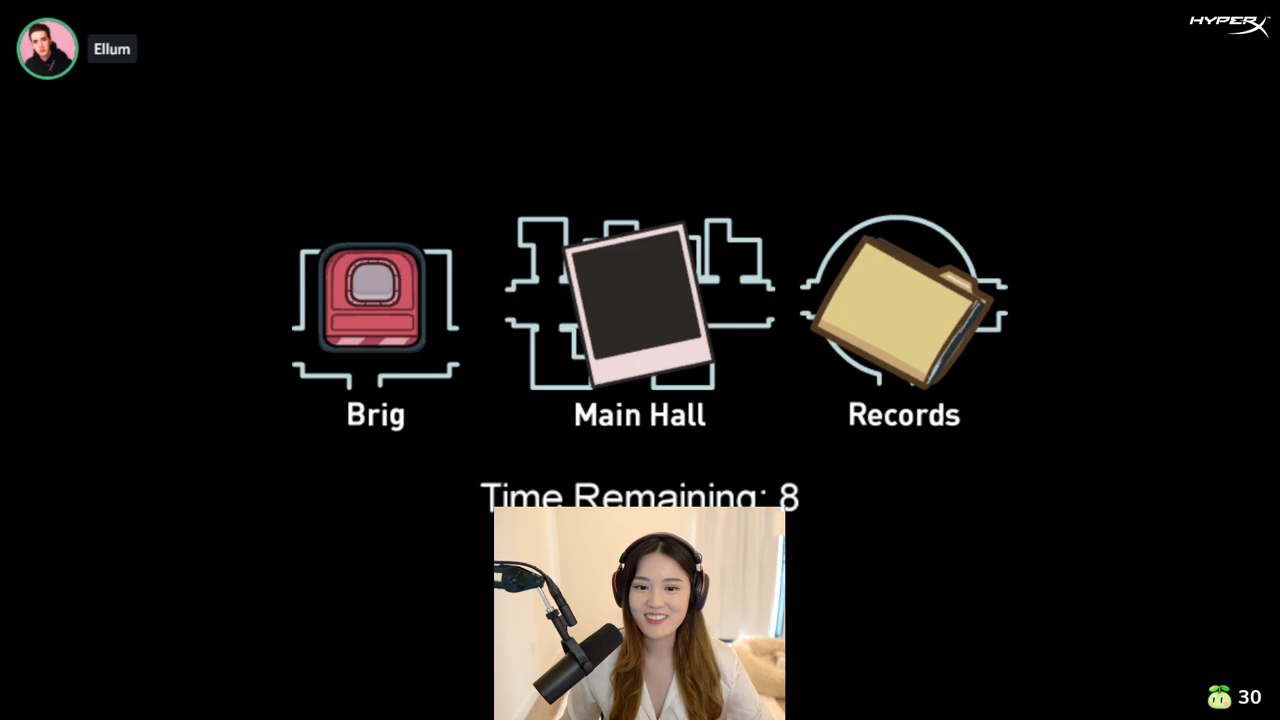 Ellum
HYPERX
Brig
Main Hall
Records
Time Remaining: 8
30